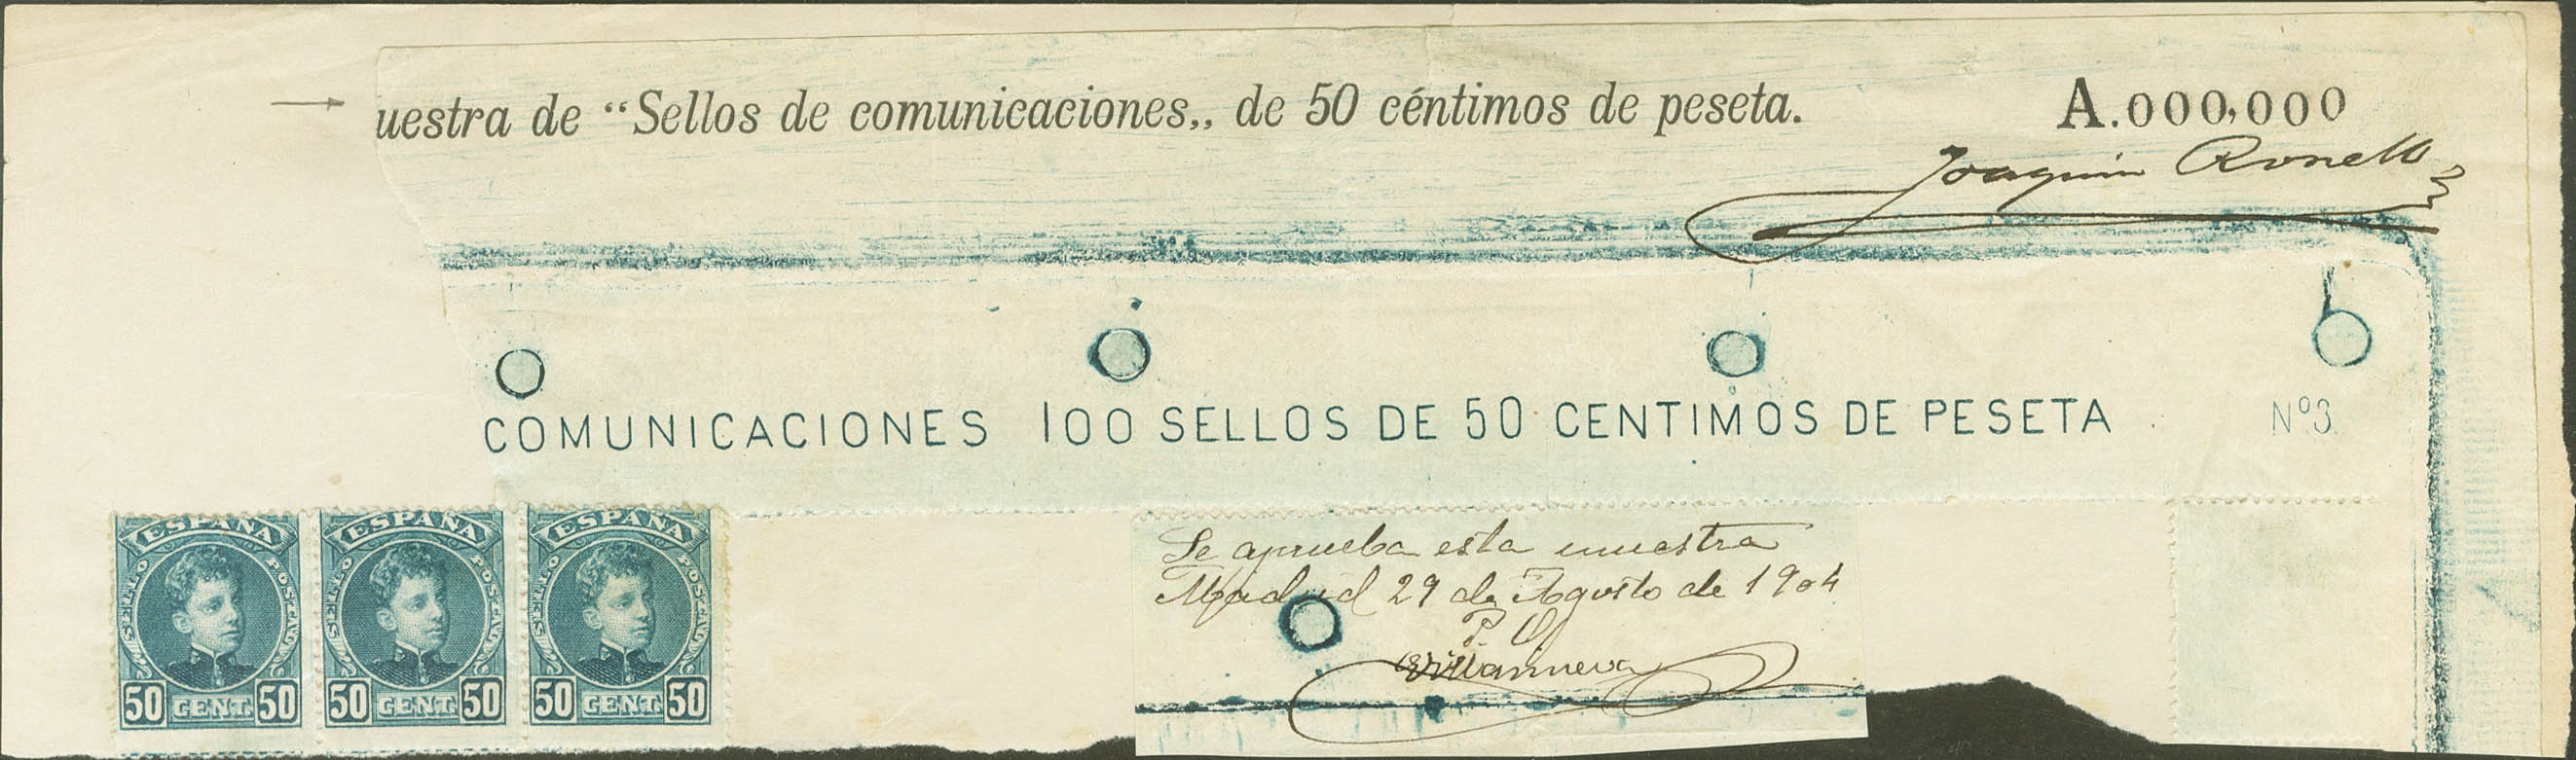 uestra de “Sellos de comunicaciones„ de 50 céntimos de peseta. A.000,000
Joaquin
COMUNICACIONES 100 SELLOS DE 50 CENTIMOS DE PESETA Nº3.
ESPAÑA ESPAÑA ESPAÑA
SELLO POSTAL SELLO POSTAL SELLO POSTAL
50 CENT. 50 50 CENT. 50 50 CENT. 50
Se aprueba esta muestra
Madrid 29 de Agosto de 1904
P. O.
Villanueva